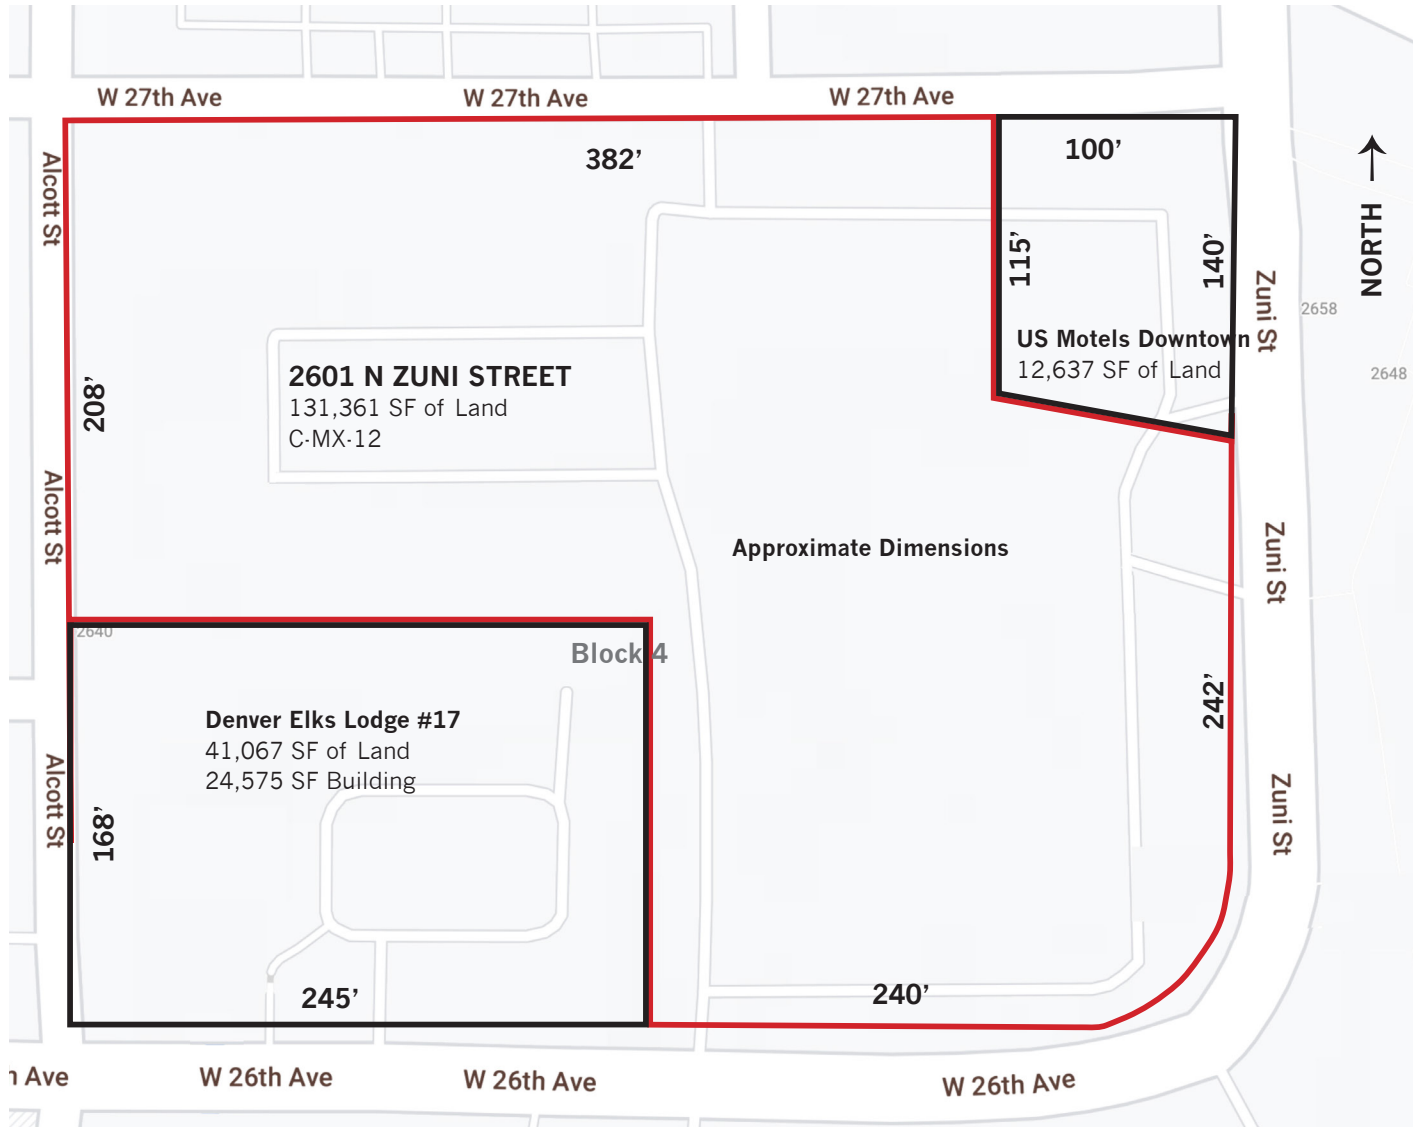 W 27th Ave
W 27th Ave
W 27th Ave
382’
100’
Alcott St
115’
140’
NORTH
Zuni St
2658
US Motels Downtown
12,637 SF of Land
2648
2601 N ZUNI STREET
131,361 SF of Land
C-MX-12
208’
Alcott St
Approximate Dimensions
Zuni St
2640
Block 4
242’
Denver Elks Lodge #17
41,067 SF of Land
24,575 SF Building
Alcott St
168’
Zuni St
245’
240’
h Ave
W 26th Ave
W 26th Ave
W 26th Ave